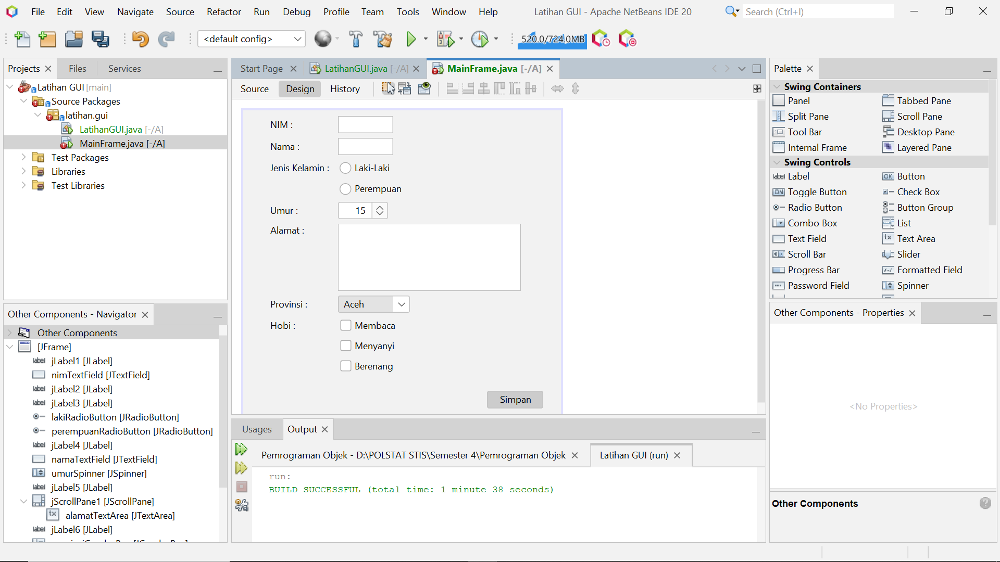 File Edit View Navigate Source Refactor Run Debug Profile Team Tools Window Help
Latihan GUI - Apache NetBeans IDE 20
Search (Ctrl+I)
<default config>
520.0/724.0MB
Projects
Files
Services
Latihan GUI [main]
Source Packages
latihan.gui
LatihanGUI.java [-/A]
MainFrame.java [-/A]
Test Packages
Libraries
Test Libraries
Other Components - Navigator
Other Components
[JFrame]
jLabel1 [JLabel]
nimTextField [JTextField]
jLabel2 [JLabel]
jLabel3 [JLabel]
lakiRadioButton [JRadioButton]
perempuanRadioButton [JRadioButton]
jLabel4 [JLabel]
namaTextField [JTextField]
umurSpinner [JSpinner]
jLabel5 [JLabel]
jScrollPane1 [JScrollPane]
alamatTextArea [JTextArea]
jLabel6 [JLabel]
Start Page
LatihanGUI.java [-/A]
MainFrame.java [-/A]
Source Design History
NIM :
Nama :
Jenis Kelamin :
Laki-Laki
Perempuan
Umur :
15
Alamat :
Provinsi :
Aceh
Hobi :
Membaca
Menyanyi
Berenang
Simpan
Usages
Output
Pemrograman Objek - D:\POLSTAT STIS\Semester 4\Pemrograman Objek
Latihan GUI (run)
run:
BUILD SUCCESSFUL (total time: 1 minute 38 seconds)
Palette
Swing Containers
Panel
Tabbed Pane
Split Pane
Scroll Pane
Tool Bar
Desktop Pane
Internal Frame
Layered Pane
Swing Controls
Label
Button
Toggle Button
Check Box
Radio Button
Button Group
Combo Box
List
Text Field
Text Area
Scroll Bar
Slider
Progress Bar
Formatted Field
Password Field
Spinner
Other Components - Properties
<No Properties>
Other Components